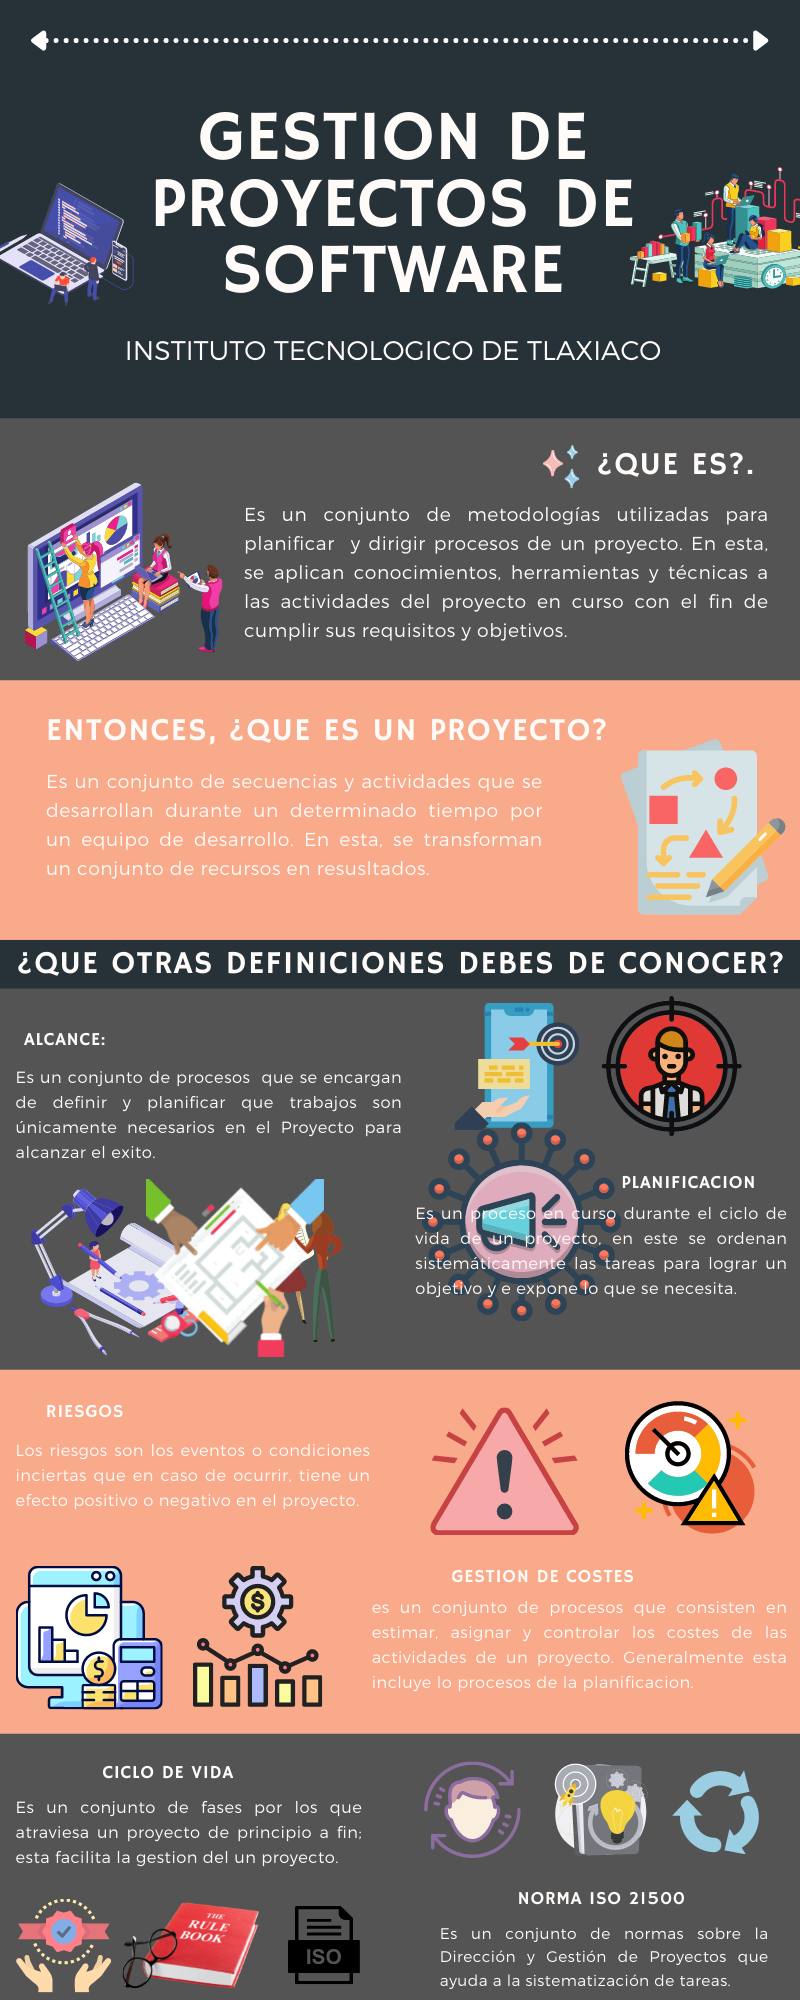 GESTION DE
PROYECTOS DE
SOFTWARE
INSTITUTO TECNOLOGICO DE TLAXIACO
¿QUE ES?.
Es un conjunto de metodologías utilizadas para
planificar y dirigir procesos de un proyecto. En esta,
se aplican conocimientos, herramientas y técnicas a
las actividades del proyecto en curso con el fin de
cumplir sus requisitos y objetivos.
ENTONCES, ¿QUE ES UN PROYECTO?
Es un conjunto de secuencias y actividades que se
desarrollan durante un determinado tiempo por
un equipo de desarrollo. En esta, se transforman
un conjunto de recursos en resusltados.
¿QUE OTRAS DEFINICIONES DEBES DE CONOCER?
ALCANCE:
Es un conjunto de procesos que se encargan
de definir y planificar que trabajos son
únicamente necesarios en el Proyecto para
alcanzar el exito.
PLANIFICACION
Es un proceso en curso durante el ciclo de
vida de un proyecto, en este se ordenan
sistemáticamente las tareas para lograr un
objetivo y e expone lo que se necesita.
RIESGOS
Los riesgos son los eventos o condiciones
inciertas que en caso de ocurrir, tiene un
efecto positivo o negativo en el proyecto.
GESTION DE COSTES
es un conjunto de procesos que consisten en
estimar, asignar y controlar los costes de las
actividades de un proyecto. Generalmente esta
incluye lo procesos de la planificacion.
CICLO DE VIDA
Es un conjunto de fases por los que
atraviesa un proyecto de principio a fin;
esta facilita la gestion del un proyecto.
THE
RULE
BOOK
ISO
NORMA ISO 21500
Es un conjunto de normas sobre la
Dirección y Gestión de Proyectos que
ayuda a la sistematización de tareas.